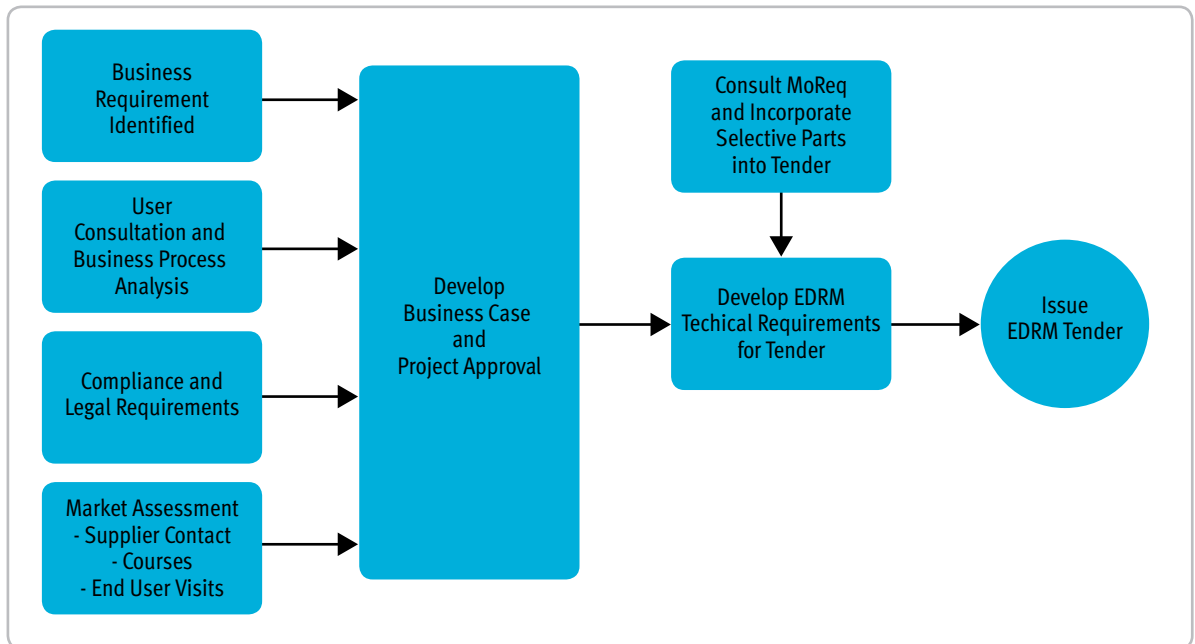 Business
Requirement
Identified
User
Consultation and
Business Process
Analysis
Compliance and
Legal Requirements
Market Assessment
- Supplier Contact
- Courses
- End User Visits
Develop
Business Case
and
Project Approval
Consult MoReq
and Incorporate
Selective Parts
into Tender
Develop EDRM
Techical Requirements
for Tender
Issue
EDRM Tender